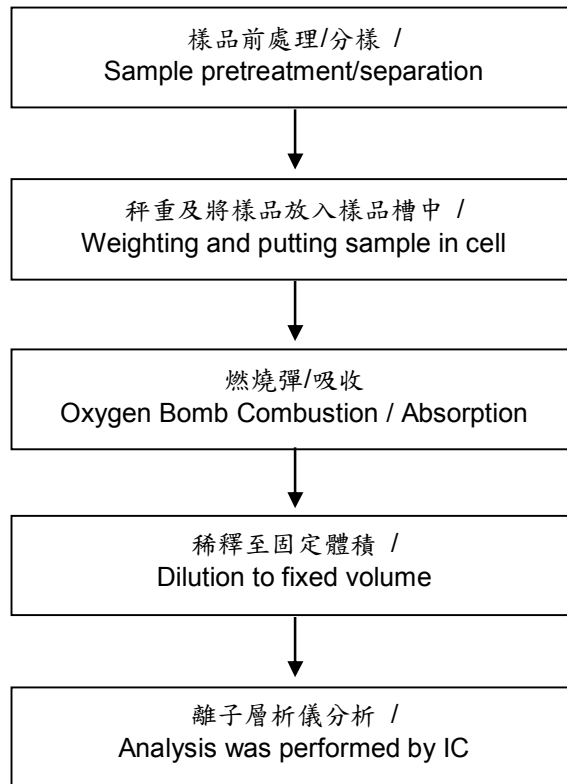 樣品前處理/分樣 /
Sample pretreatment/separation
秤重及將樣品放入樣品槽中 /
Weighting and putting sample in cell
燃燒彈/吸收
Oxygen Bomb Combustion / Absorption
稀釋至固定體積 /
Dilution to fixed volume
離子層析儀分析 /
Analysis was performed by IC